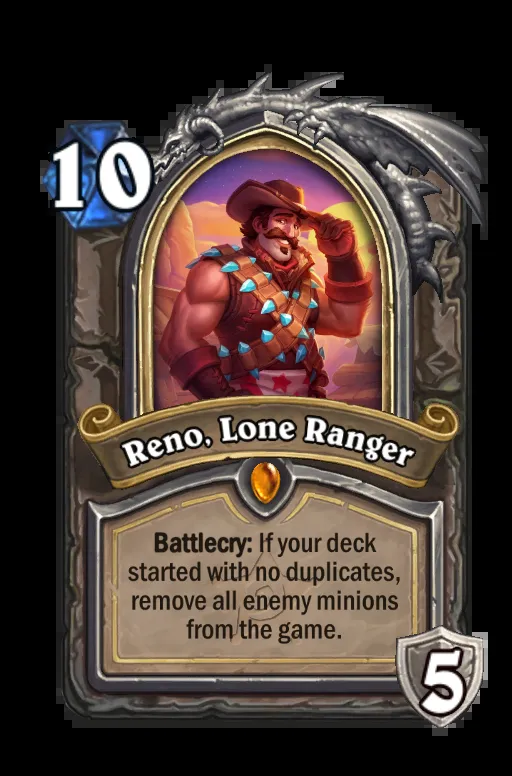 10
Reno, Lone Ranger
Battlecry: If your deck
started with no duplicates,
remove all enemy minions
from the game.
5